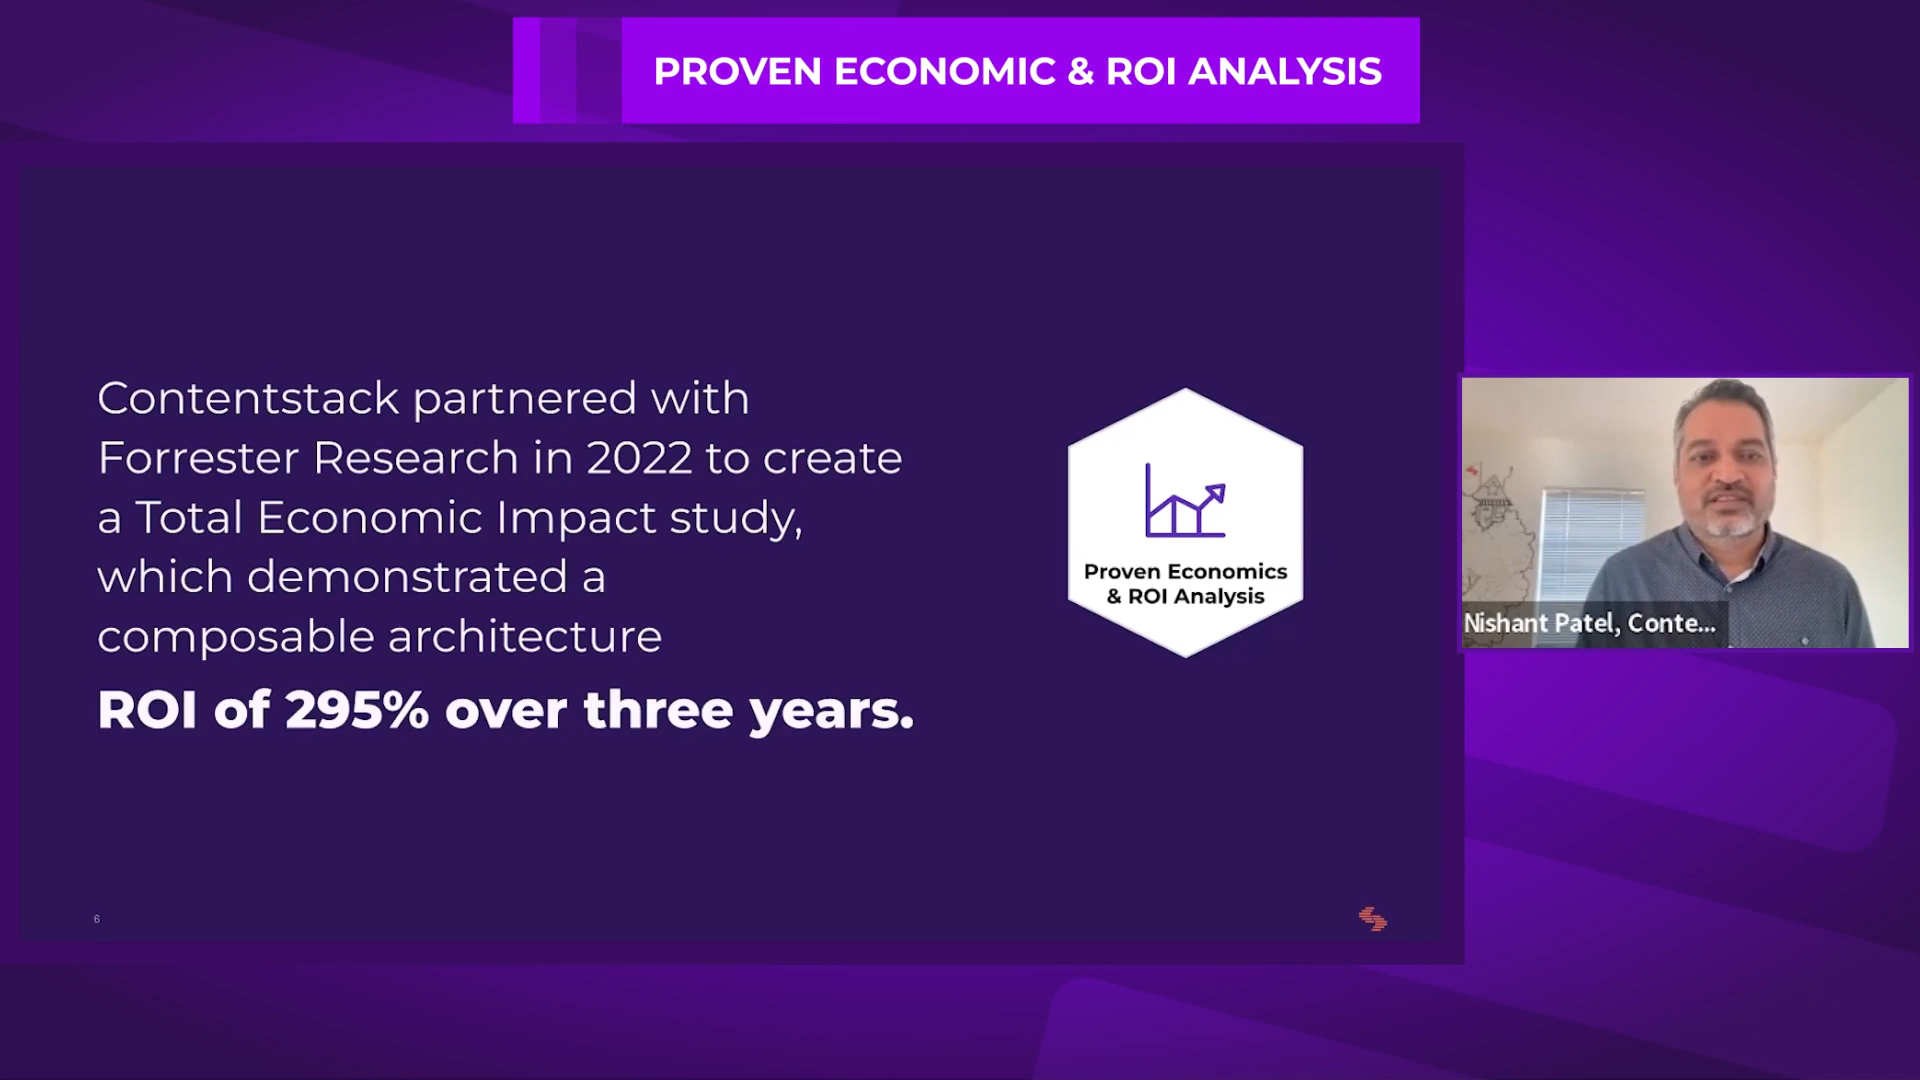 PROVEN ECONOMIC & ROI ANALYSIS
Contentstack partnered with
Forrester Research in 2022 to create
a Total Economic Impact study,
which demonstrated a
composable architecture
ROI of 295% over three years.
Proven Economics
& ROI Analysis
Nishant Patel, Conte...
6